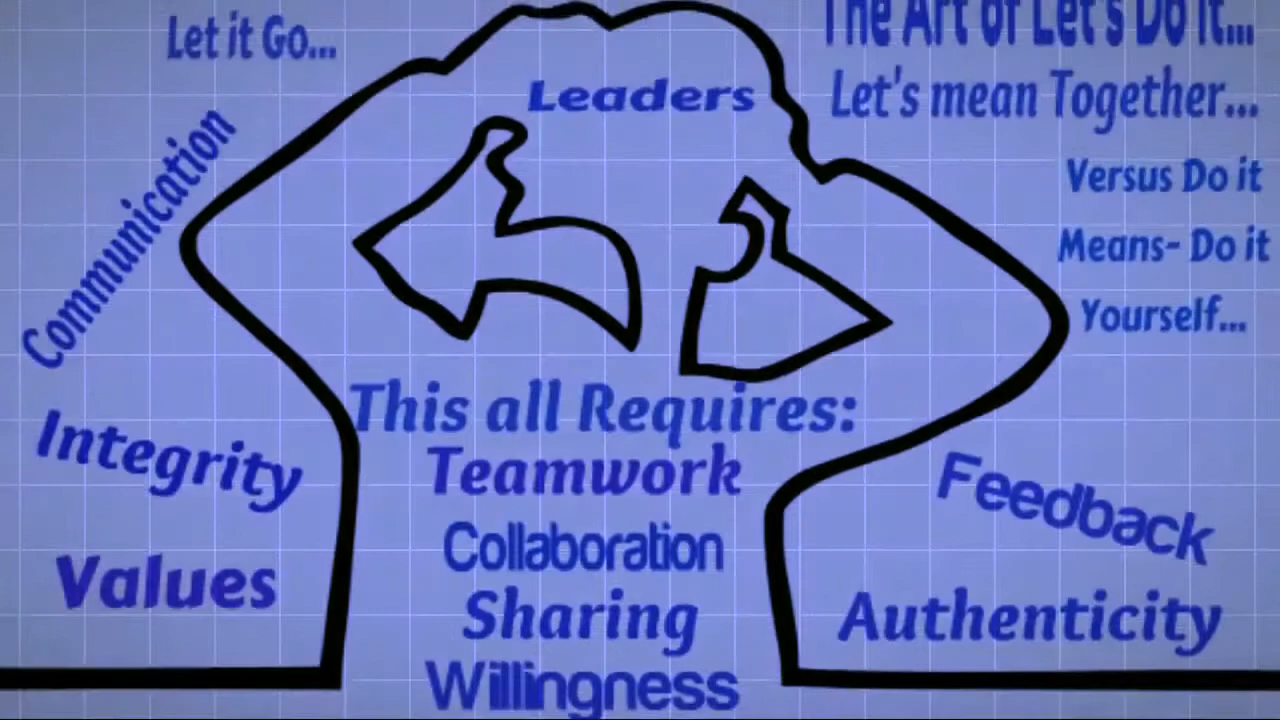 Let it Go...
The Art of Let's Do it...
Let's mean Together...
Leaders
Versus Do it
Means- Do it
Yourself...
Communication
This all Requires:
Teamwork
Collaboration
Sharing
Willingness
Integrity
Values
Feedback
Authenticity